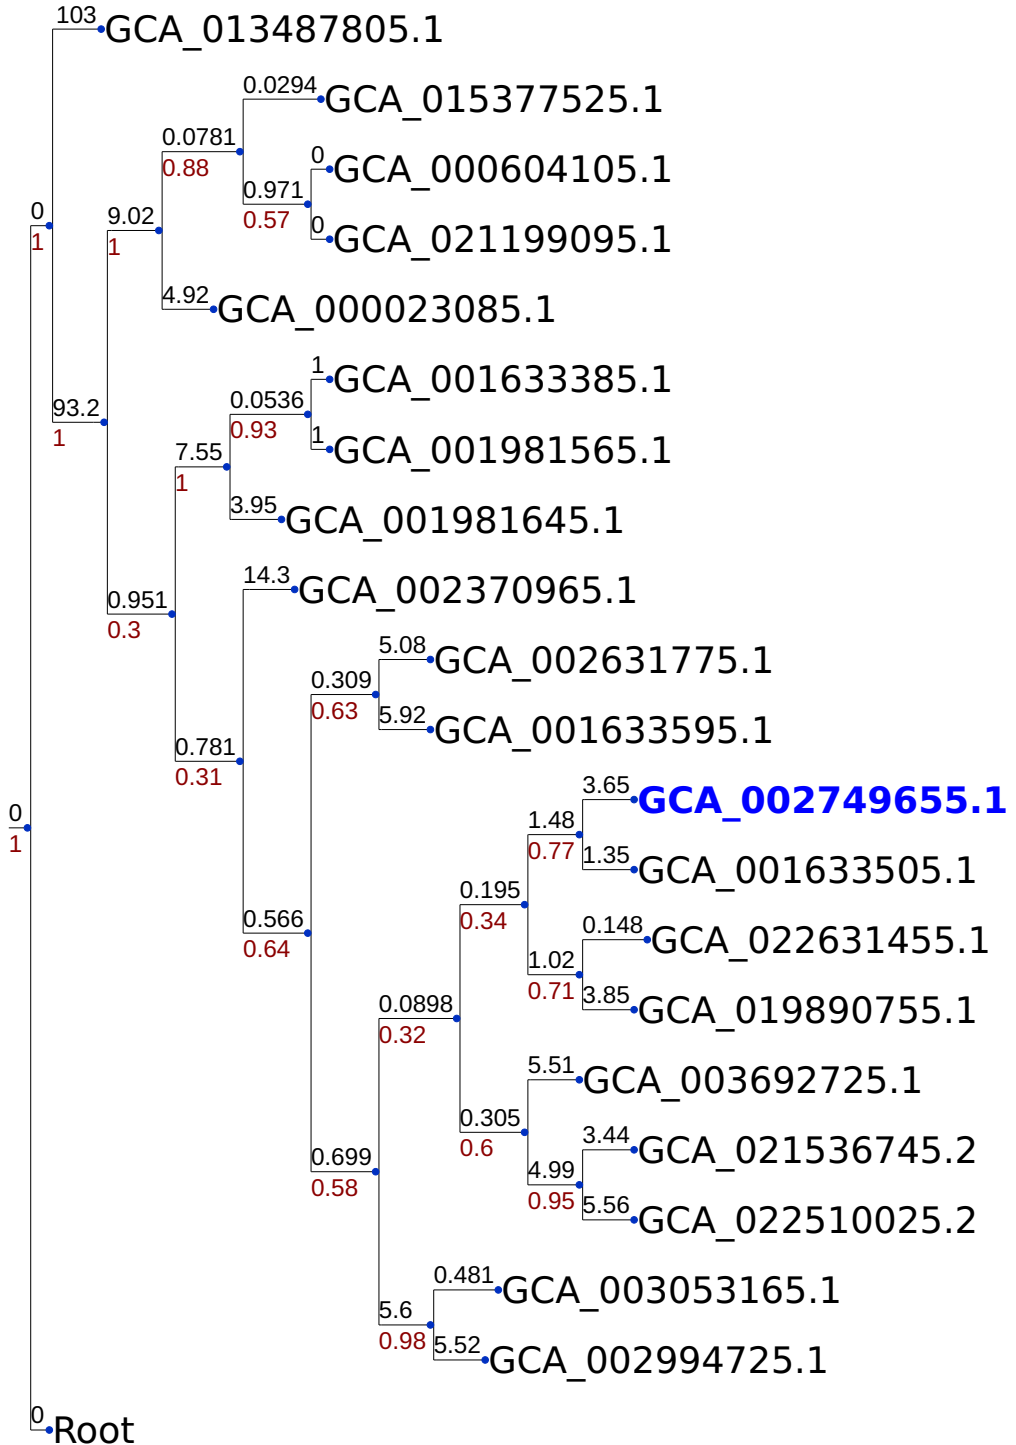 103
GCA_013487805.1
0.0294
GCA_015377525.1
0.0781
0.88
0
GCA_000604105.1
0.971
0.57
0
GCA_021199095.1
0
1
9.02
1
4.92
GCA_000023085.1
1
GCA_001633385.1
0.0536
0.93
1
GCA_001981565.1
93.2
1
7.55
1
3.95
GCA_001981645.1
14.3
GCA_002370965.1
0.951
0.3
5.08
GCA_002631775.1
0.309
0.63
5.92
GCA_001633595.1
0.781
0.31
3.65
GCA_002749655.1
0
1
1.48
0.77
1.35
GCA_001633505.1
0.195
0.34
0.148
GCA_022631455.1
0.566
0.64
1.02
0.71
3.85
GCA_019890755.1
0.0898
0.32
5.51
GCA_003692725.1
0.305
0.6
3.44
GCA_021536745.2
0.699
0.58
4.99
0.95
5.56
GCA_022510025.2
0.481
GCA_003053165.1
5.6
0.98
5.52
GCA_002994725.1
0
Root